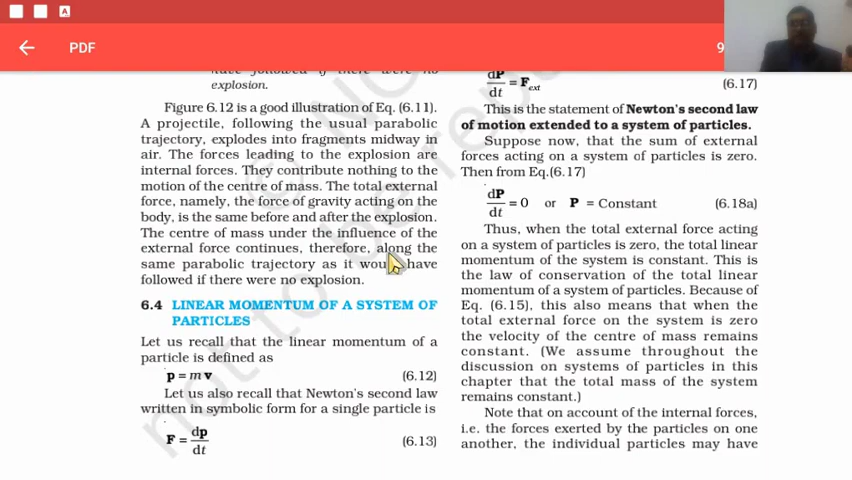 A
PDF
9
have followed if there were no
explosion.
Figure 6.12 is a good illustration of Eq. (6.11).
A projectile, following the usual parabolic
trajectory, explodes into fragments midway in
air. The forces leading to the explosion are
internal forces. They contribute nothing to the
motion of the centre of mass. The total external
force, namely, the force of gravity acting on the
body, is the same before and after the explosion.
The centre of mass under the influence of the
external force continues, therefore, along the
same parabolic trajectory as it would have
followed if there were no explosion.
6.4 LINEAR MOMENTUM OF A SYSTEM OF
PARTICLES
Let us recall that the linear momentum of a
particle is defined as
p = m v (6.12)
Let us also recall that Newton's second law
written in symbolic form for a single particle is
F = dp/dt (6.13)
dP/dt = F_ext (6.17)
This is the statement of Newton's second law
of motion extended to a system of particles.
Suppose now, that the sum of external
forces acting on a system of particles is zero.
Then from Eq.(6.17)
dP/dt = 0 or P = Constant (6.18a)
Thus, when the total external force acting
on a system of particles is zero, the total linear
momentum of the system is constant. This is
the law of conservation of the total linear
momentum of a system of particles. Because of
Eq. (6.15), this also means that when the
total external force on the system is zero
the velocity of the centre of mass remains
constant. (We assume throughout the
discussion on systems of particles in this
chapter that the total mass of the system
remains constant.)
Note that on account of the internal forces,
i.e. the forces exerted by the particles on one
another, the individual particles may have
not to be rep